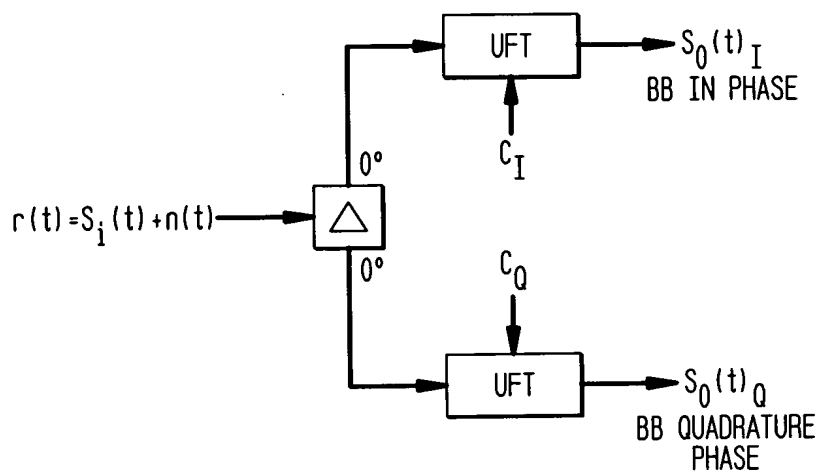 UFT
S₀(t)I
BB IN PHASE
CI
0°
r(t)=Si(t)+n(t)
△
0°
CQ
UFT
S₀(t)Q
BB QUADRATURE
PHASE